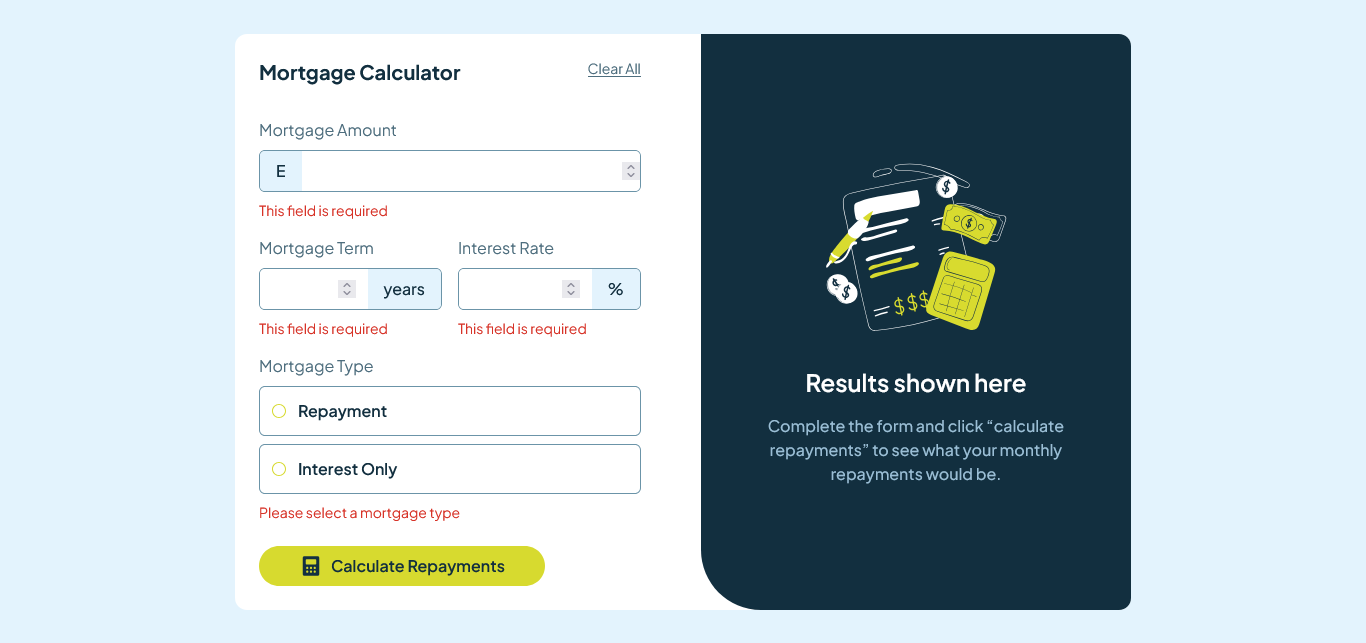 Mortgage Calculator
Clear All
Mortgage Amount
E
This field is required
Mortgage Term
Interest Rate
years
%
This field is required
This field is required
Mortgage Type
Repayment
Interest Only
Please select a mortgage type
Calculate Repayments
$
$
$
$
$$$
Results shown here
Complete the form and click “calculate
repayments” to see what your monthly
repayments would be.